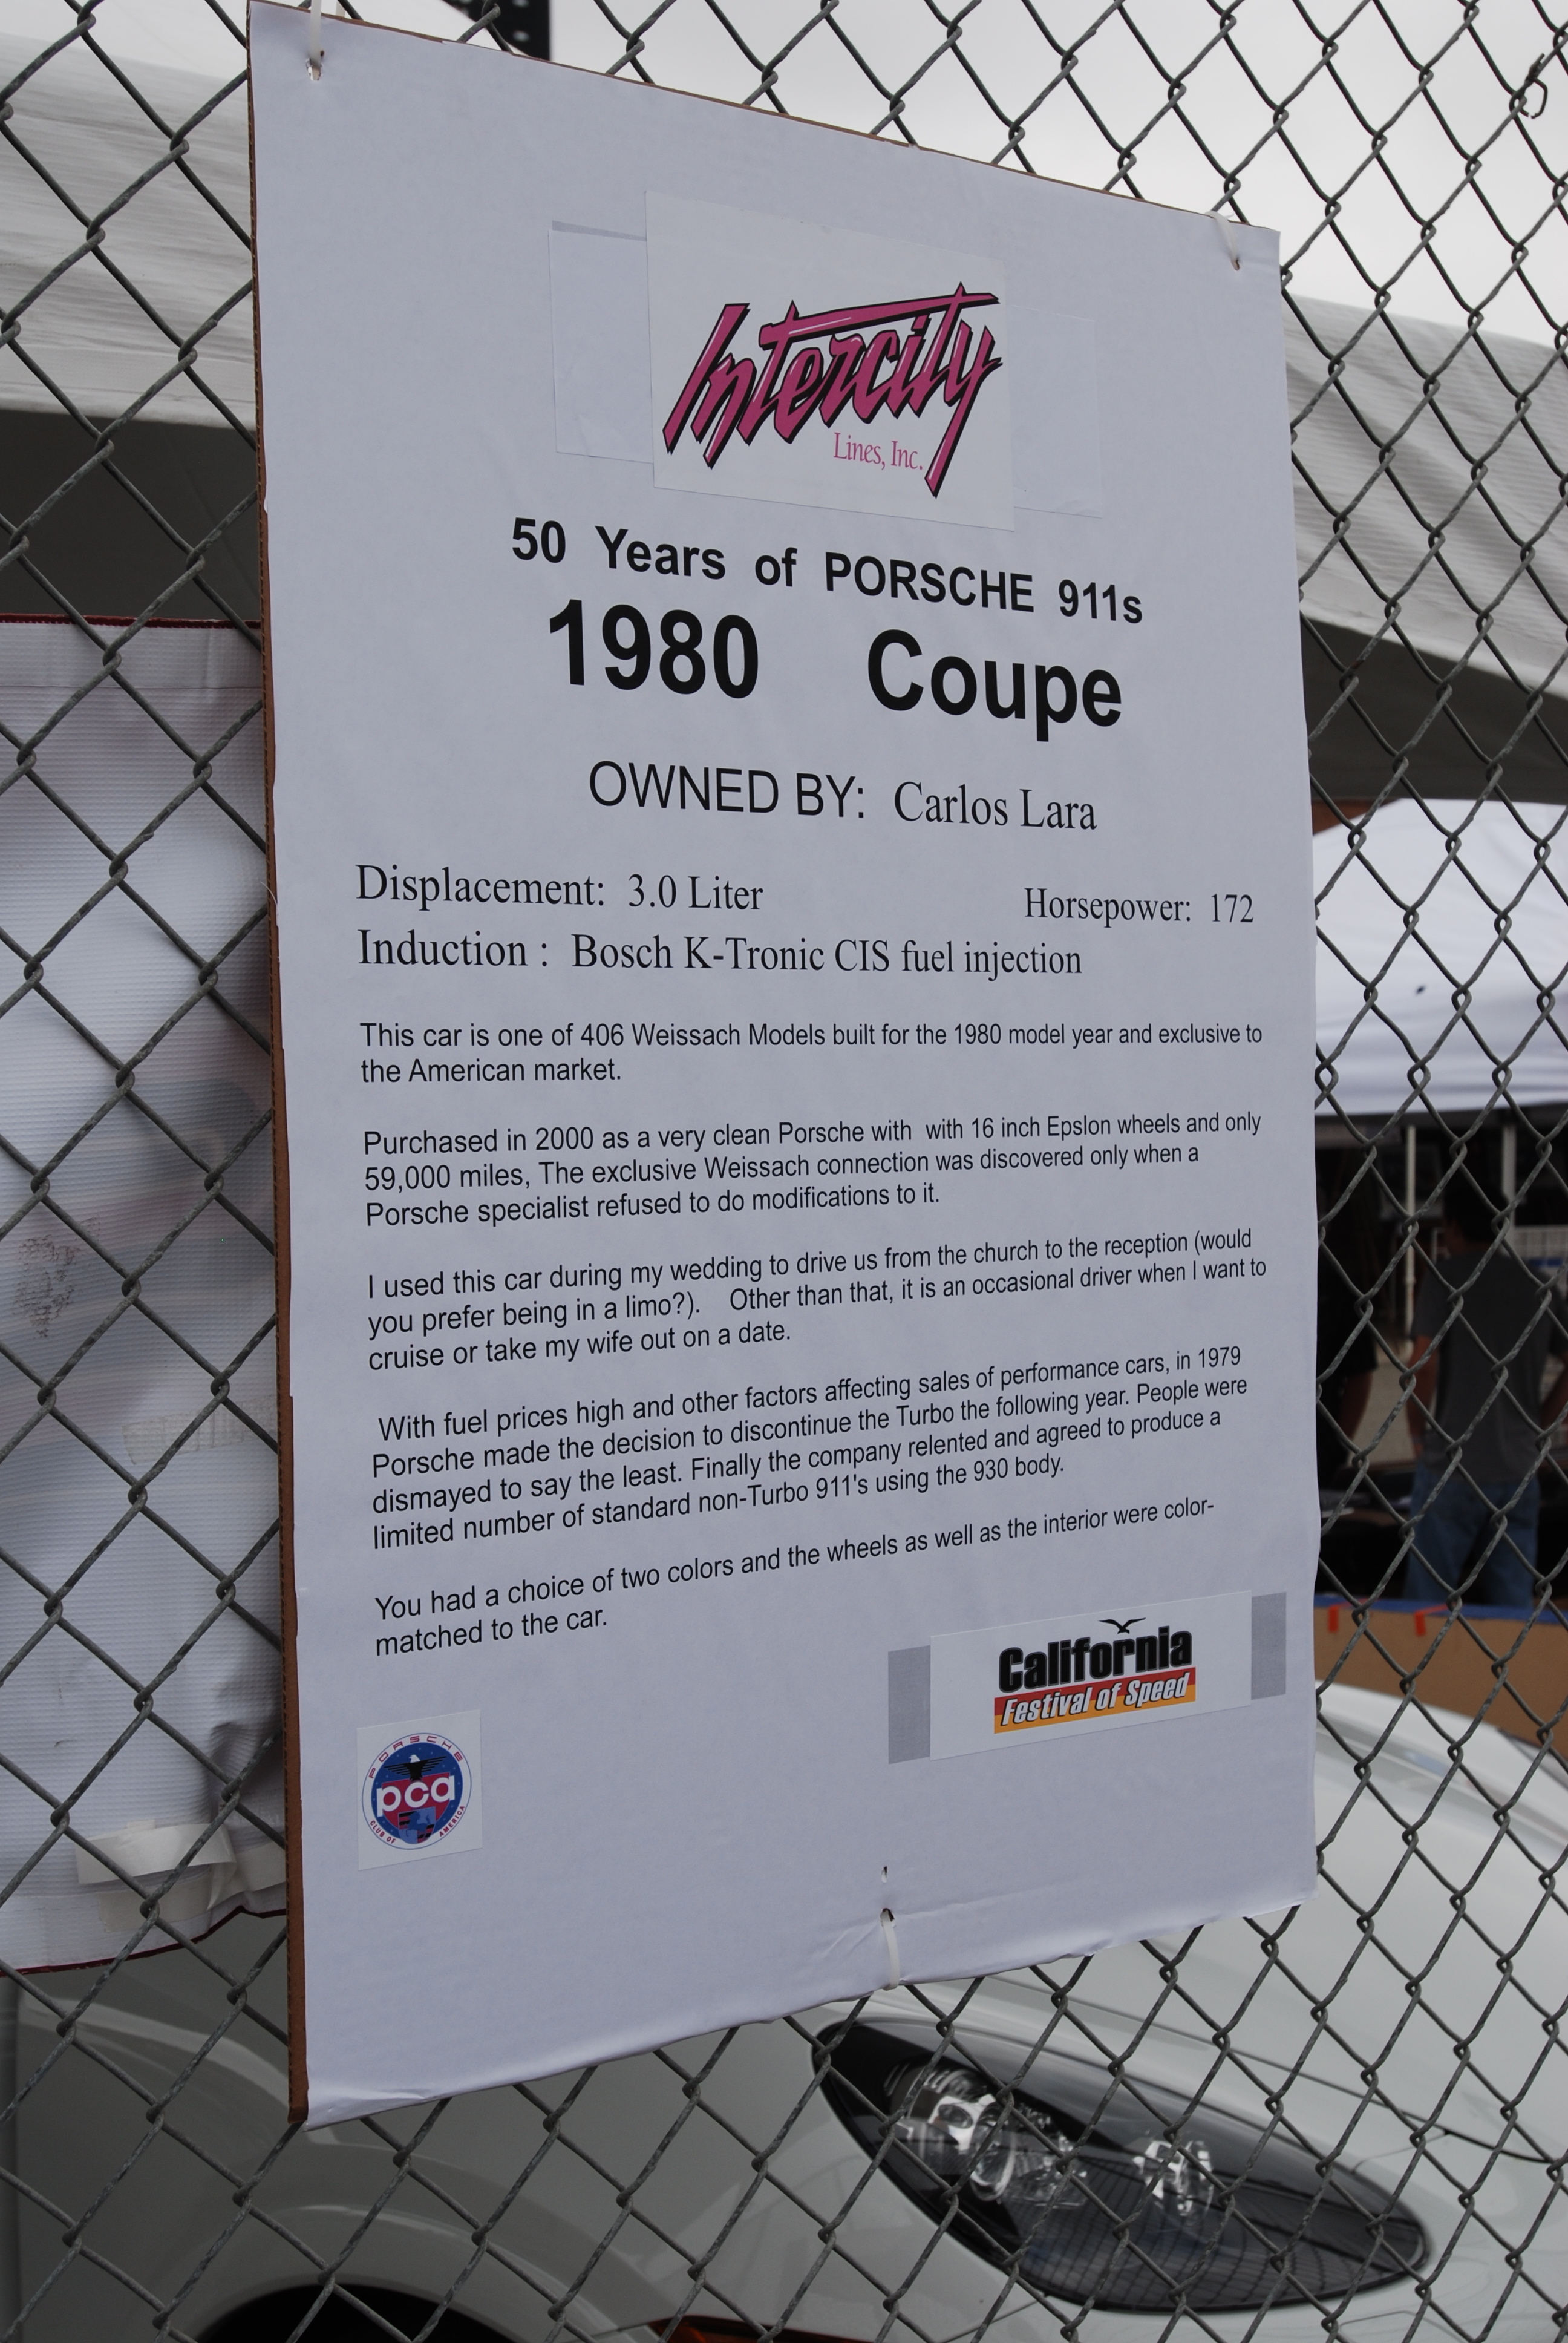 Intercity
Lines, Inc.
50 Years of PORSCHE 911s
1980 Coupe
OWNED BY: Carlos Lara
Displacement: 3.0 Liter Horsepower: 172
Induction : Bosch K-Tronic CIS fuel injection
This car is one of 406 Weissach Models built for the 1980 model year and exclusive to
the American market.
Purchased in 2000 as a very clean Porsche with with 16 inch Epslon wheels and only
59,000 miles, The exclusive Weissach connection was discovered only when a
Porsche specialist refused to do modifications to it.
I used this car during my wedding to drive us from the church to the reception (would
you prefer being in a limo?). Other than that, it is an occasional driver when I want to
cruise or take my wife out on a date.
With fuel prices high and other factors affecting sales of performance cars, in 1979
Porsche made the decision to discontinue the Turbo the following year. People were
dismayed to say the least. Finally the company relented and agreed to produce a
limited number of standard non-Turbo 911's using the 930 body.
You had a choice of two colors and the wheels as well as the interior were color-
matched to the car.
California
Festival of Speed
PORSCHE
pca
CLUB OF AMERICA